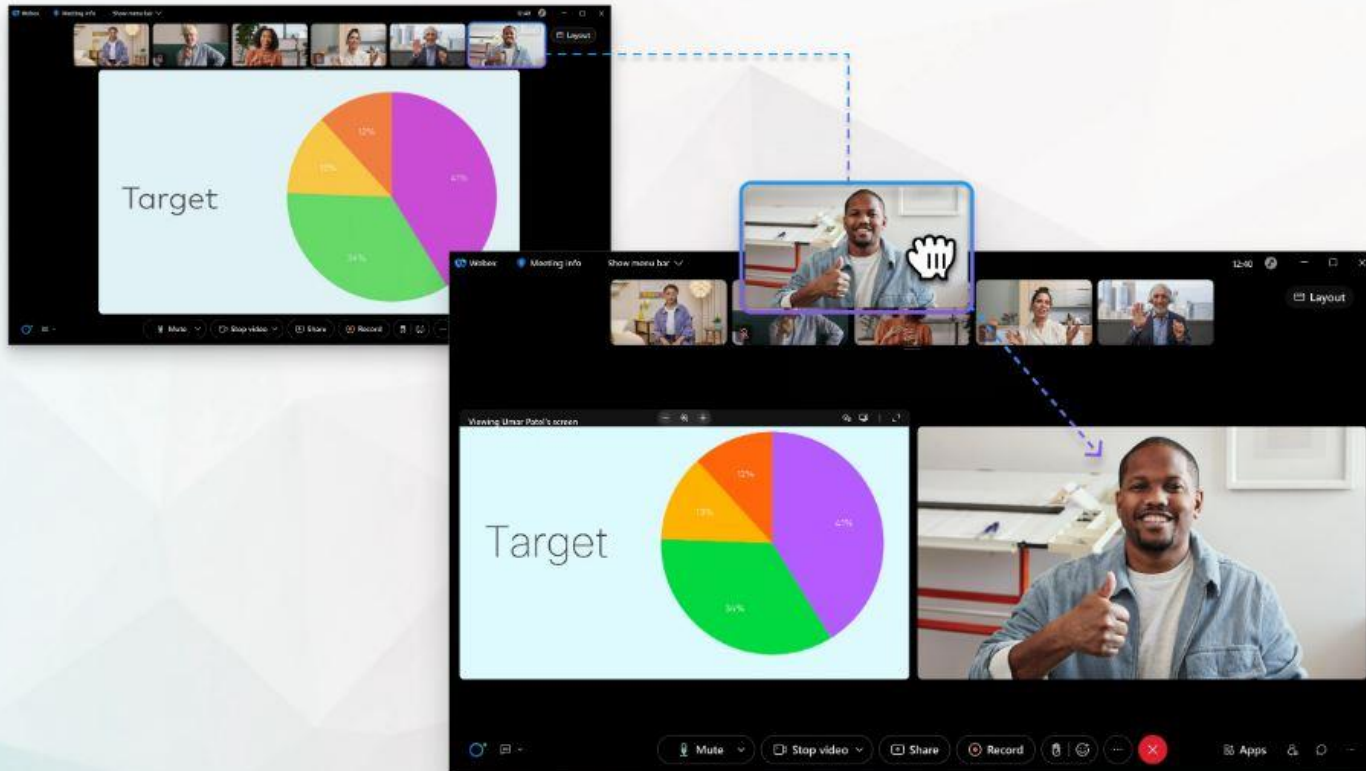 Webex Meeting info Show menu bar 12:40
Layout
12%
13%
41%
Target
34%
Mute Stop video Share Record
Webex Meeting info Show menu bar 12:40
Layout
Viewing Umar Patel's screen
12%
13%
41%
Target
34%
Mute Stop video Share Record Apps